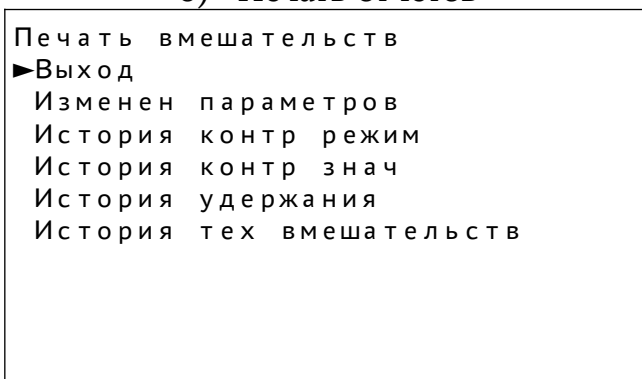 Печать вмешательств
►Выход
Изменен параметров
История контр режим
История контр знач
История удержания
История тех вмешательств